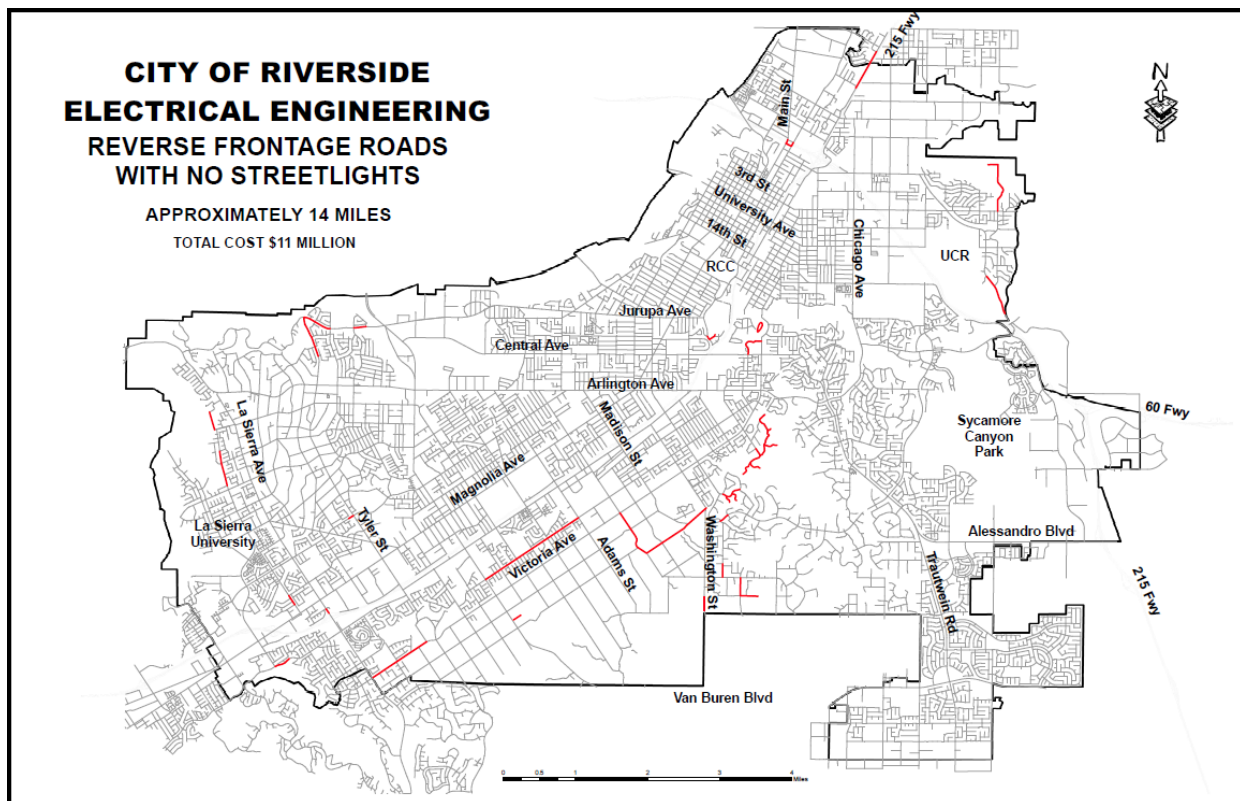 CITY OF RIVERSIDE
ELECTRICAL ENGINEERING
REVERSE FRONTAGE ROADS
WITH NO STREETLIGHTS
APPROXIMATELY 14 MILES
TOTAL COST $11 MILLION
215 Fwy
N
Main St
3rd St
University Ave
14th St
Chicago Ave
RCC
UCR
Jurupa Ave
Central Ave
Arlington Ave
60 Fwy
La Sierra Ave
Madison St
Sycamore
Canyon
Park
Magnolia Ave
La Sierra
University
Tyler St
Victoria Ave
Adams St
Washington St
Alessandro Blvd
Trautwein Rd
215 Fwy
Van Buren Blvd
0 0.5 1 2 3 4
Miles